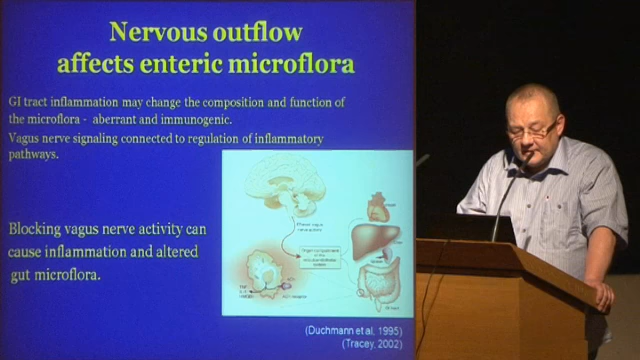 Nervous outflow
affects enteric microflora
GI tract inflammation may change the composition and function of
the microflora - aberrant and immunogenic.
Vagus nerve signaling connected to regulation of inflammatory
pathways.
Blocking vagus nerve activity can
cause inflammation and altered
gut microflora.
(Duchmann et al, 1995)
(Tracey, 2002)